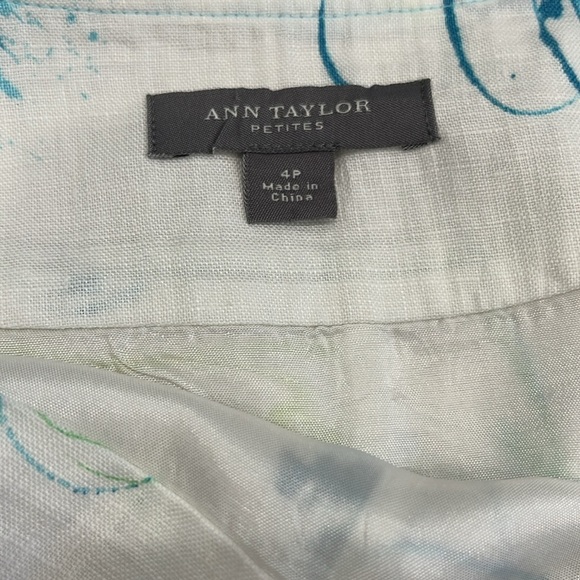 ANN TAYLOR
PETITES
4P
Made in
China